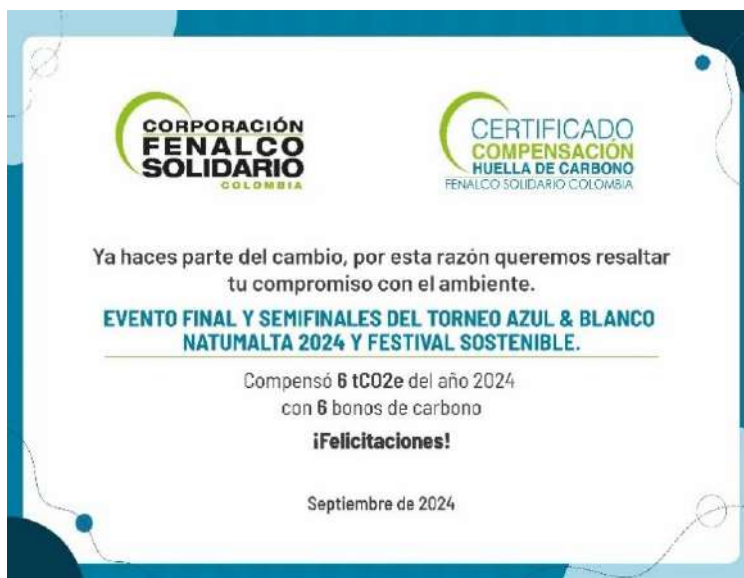 CORPORACIÓN
FENALCO
SOLIDARIO
COLOMBIA
CERTIFICADO
COMPENSACIÓN
HUELLA DE CARBONO
FENALCO SOLIDARIO COLOMBIA
Ya haces parte del cambio, por esta razón queremos resaltar
tu compromiso con el ambiente.
EVENTO FINAL Y SEMIFINALES DEL TORNEO AZUL & BLANCO
NATUMALTA 2024 Y FESTIVAL SOSTENIBLE.
Compensó 6 tCO2e del año 2024
con 6 bonos de carbono
¡Felicitaciones!
Septiembre de 2024